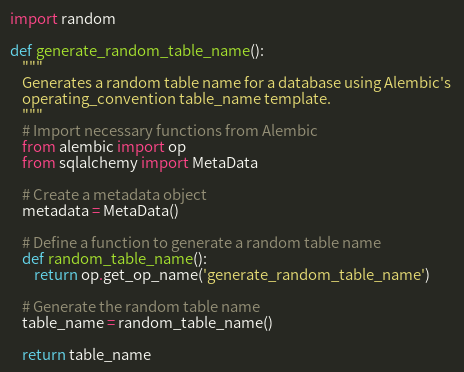 import random

def generate_random_table_name():
    """
    Generates a random table name for a database using Alembic's
    operating_convention table_name template.
    """
    # Import necessary functions from Alembic
    from alembic import op
    from sqlalchemy import MetaData

    # Create a metadata object
    metadata = MetaData()

    # Define a function to generate a random table name
    def random_table_name():
        return op.get_op_name('generate_random_table_name')

    # Generate the random table name
    table_name = random_table_name()

    return table_name